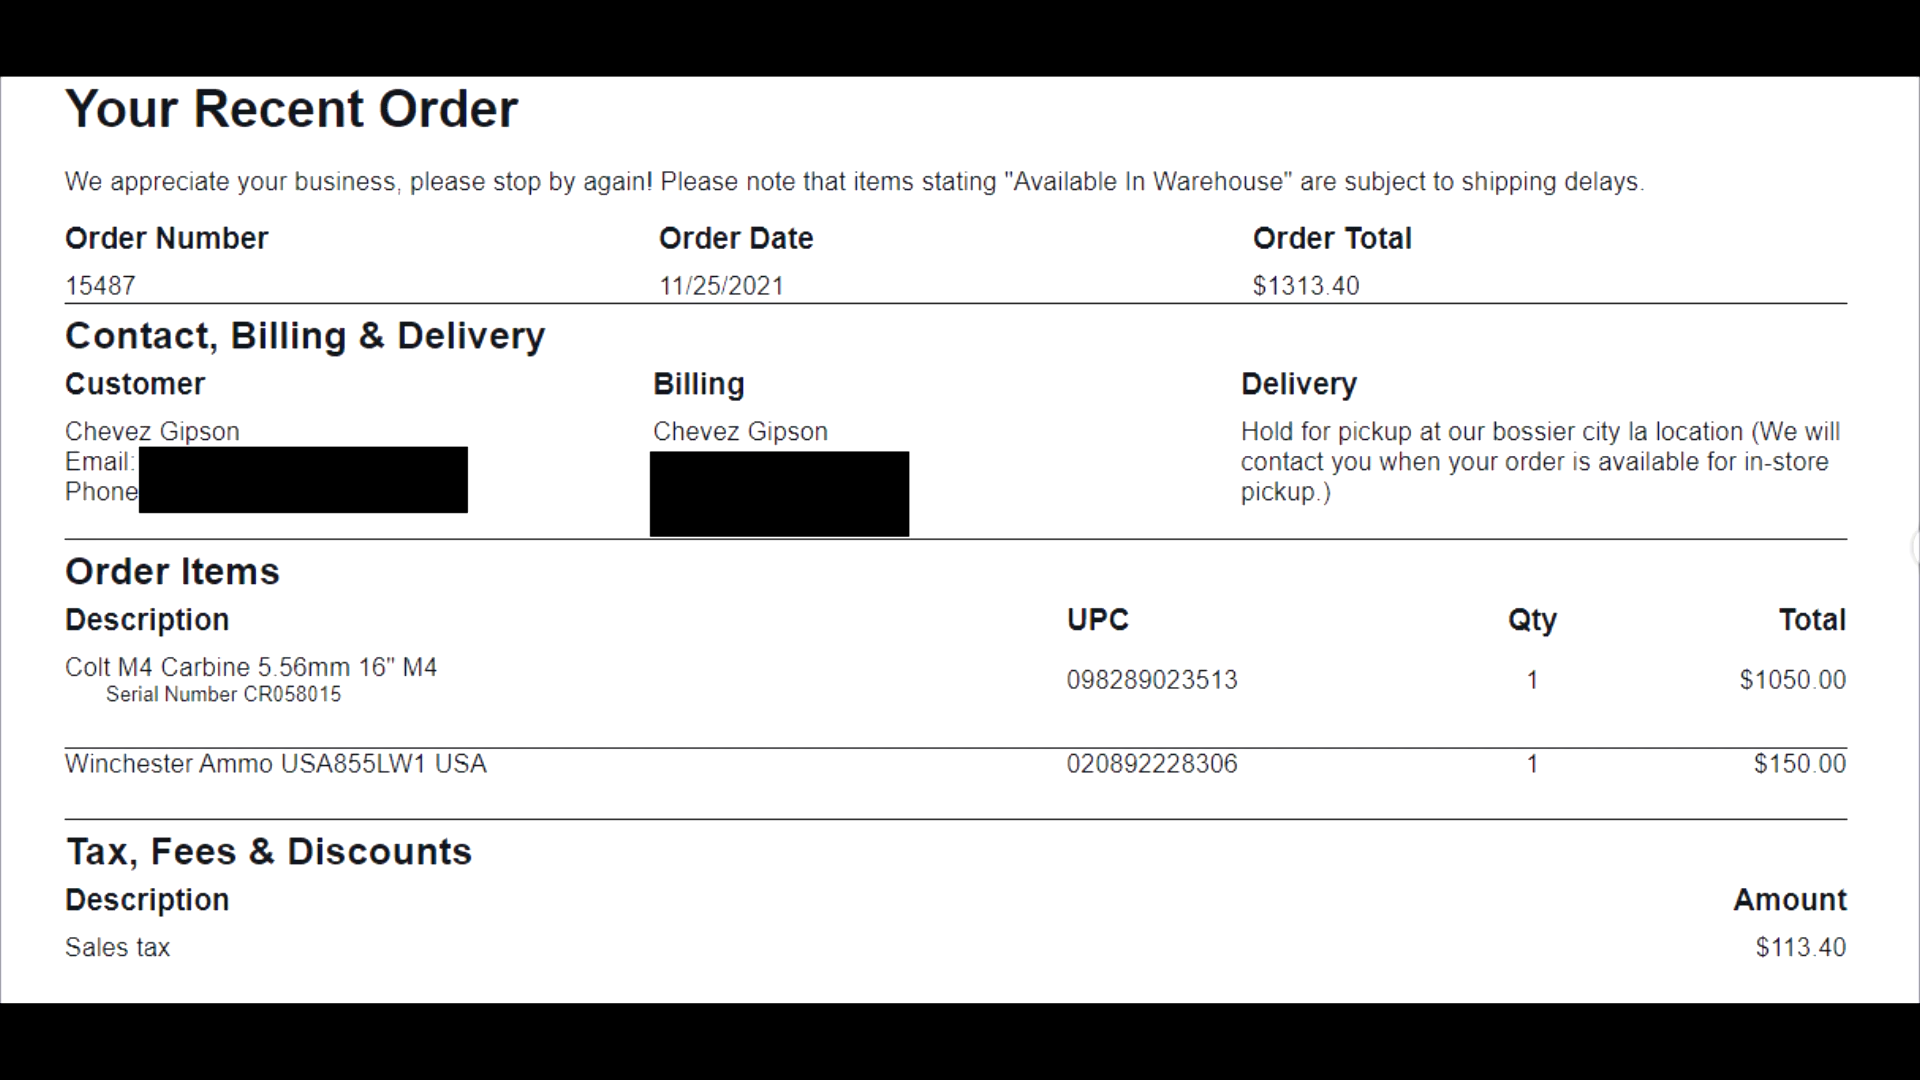 Your Recent Order
We appreciate your business, please stop by again! Please note that items stating "Available In Warehouse" are subject to shipping delays.
Order Number Order Date Order Total
15487 11/25/2021 $1313.40
Contact, Billing & Delivery
Customer Billing Delivery
Chevez Gipson Chevez Gipson Hold for pickup at our bossier city la location (We will
Email: contact you when your order is available for in-store
Phone pickup.)
Order Items
Description UPC Qty Total
Colt M4 Carbine 5.56mm 16" M4
Serial Number CR058015 098289023513 1 $1050.00
Winchester Ammo USA855LW1 USA 020892228306 1 $150.00
Tax, Fees & Discounts
Description Amount
Sales tax $113.40